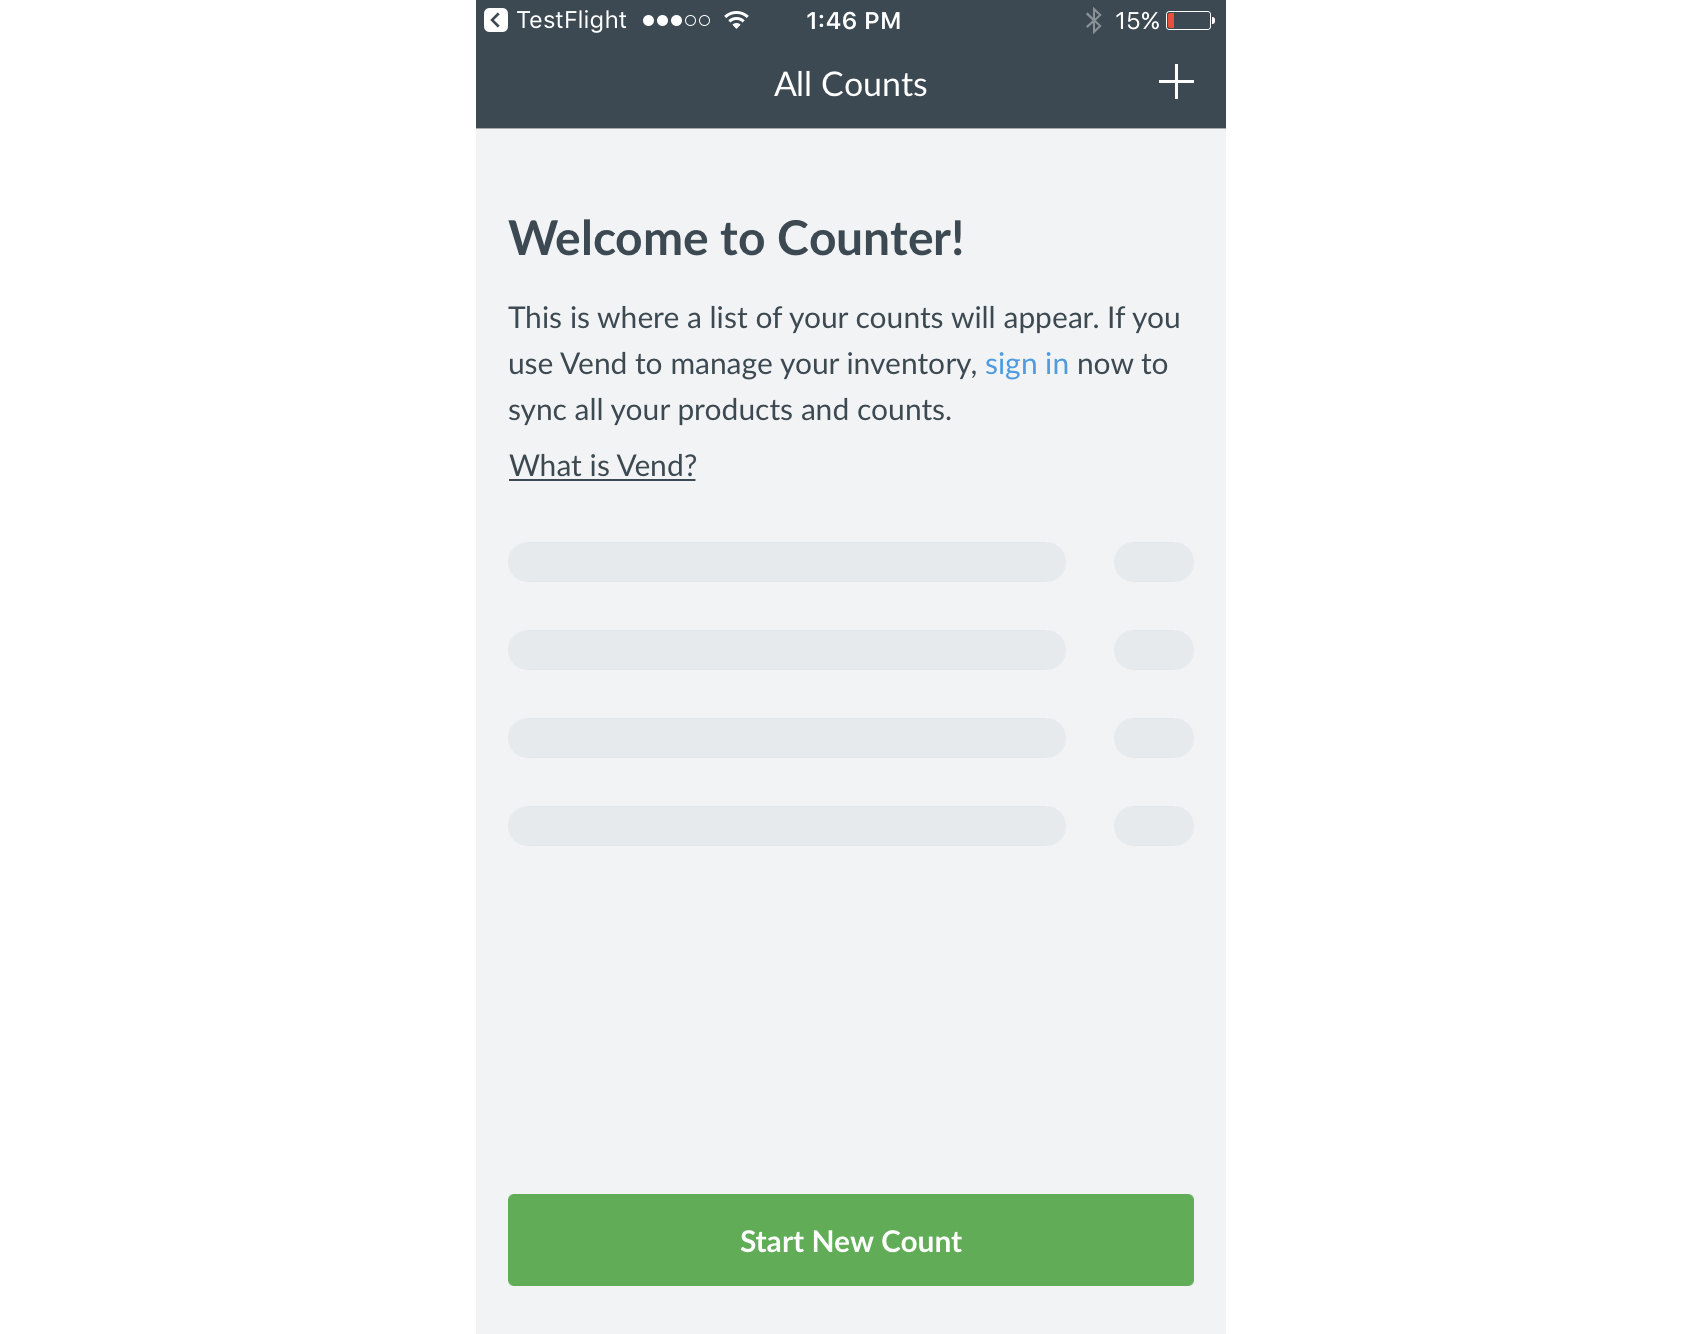 TestFlight 1:46 PM 15%
All Counts
Welcome to Counter!
This is where a list of your counts will appear. If you
use Vend to manage your inventory, sign in now to
sync all your products and counts.
What is Vend?
Start New Count